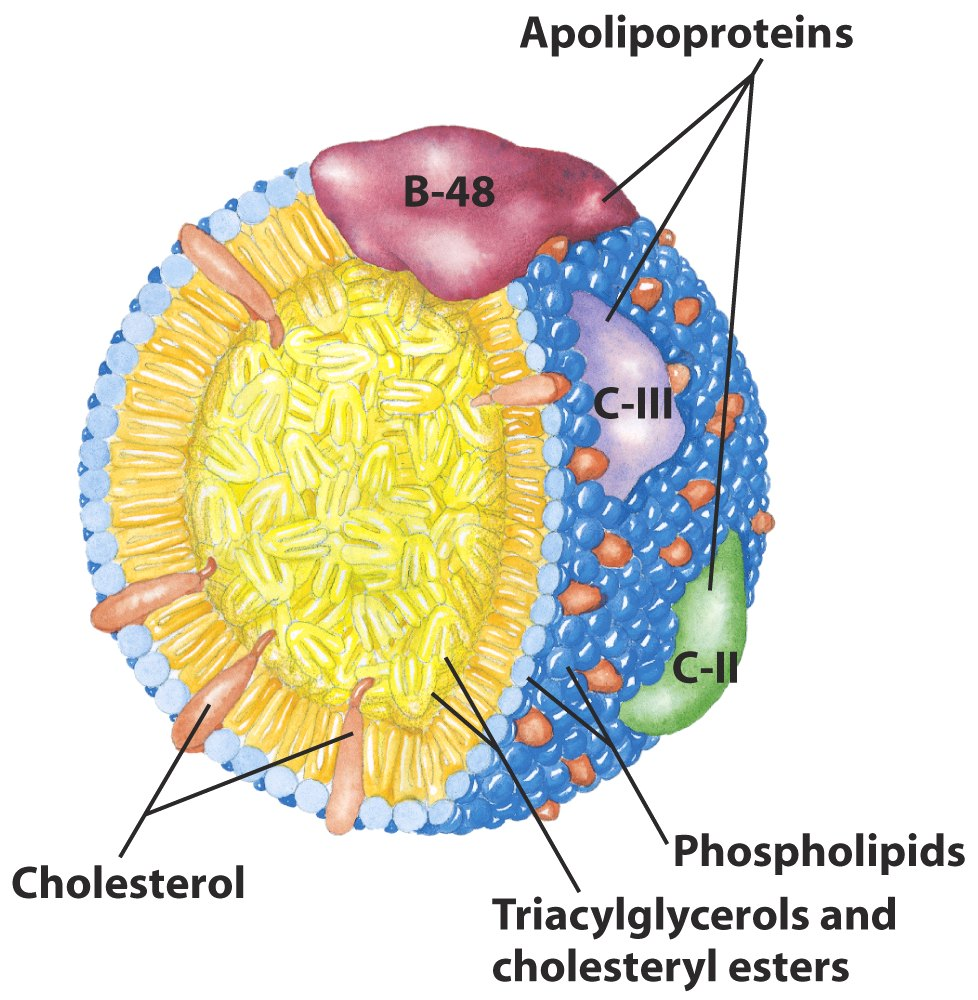 Apolipoproteins
B-48
C-III
C-II
Phospholipids
Cholesterol
Triacylglycerols and
cholesteryl esters